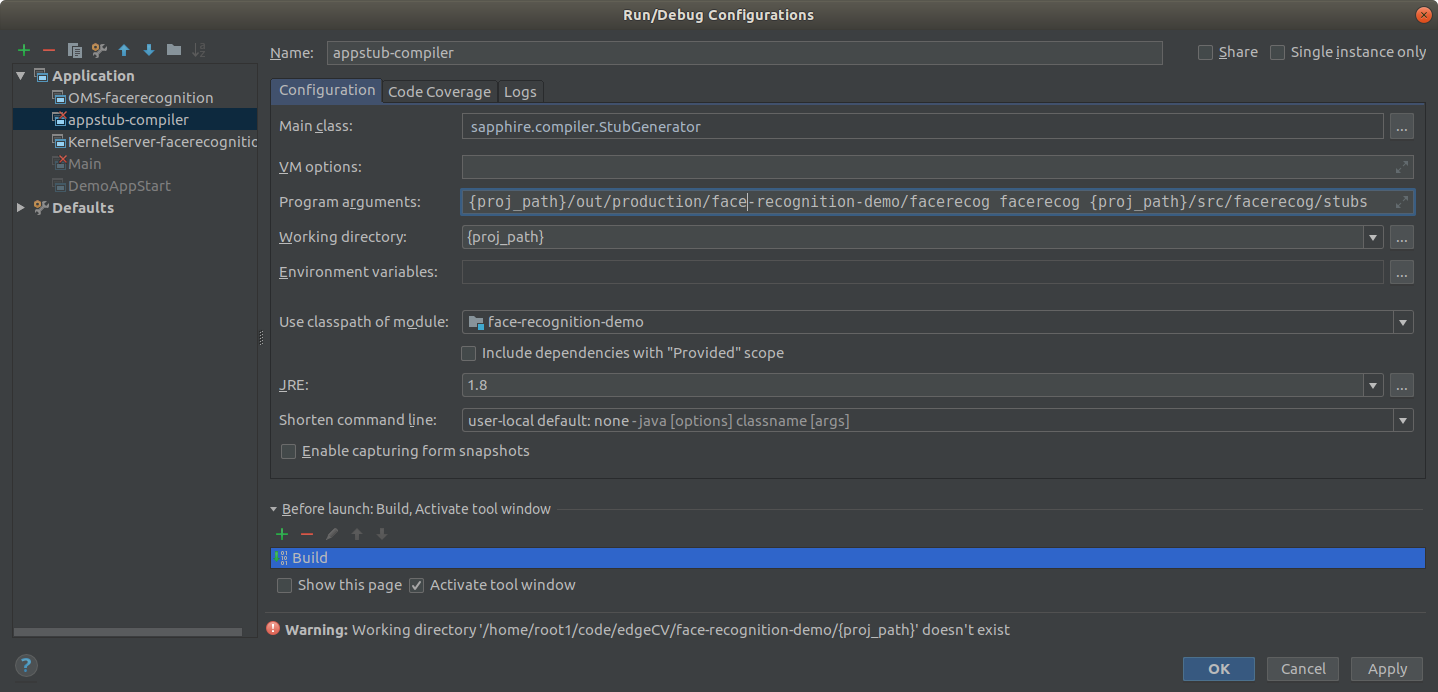 Run/Debug Configurations
Name: appstub-compiler
Share
Single instance only
Application
OMS-facerecognition
appstub-compiler
KernelServer-facerecognitio
Main
DemoAppStart
Defaults
Configuration Code Coverage Logs
Main class: sapphire.compiler.StubGenerator ...
VM options:
Program arguments: {proj_path}/out/production/face-recognition-demo/facerecog facerecog {proj_path}/src/facerecog/stubs
Working directory: {proj_path} ...
Environment variables: ...
Use classpath of module: face-recognition-demo
Include dependencies with "Provided" scope
JRE: 1.8 ...
Shorten command line: user-local default: none - java [options] classname [args]
Enable capturing form snapshots
Before launch: Build, Activate tool window
Build
Show this page Activate tool window
Warning: Working directory '/home/root1/code/edgeCV/face-recognition-demo/{proj_path}' doesn't exist
?
OK Cancel Apply